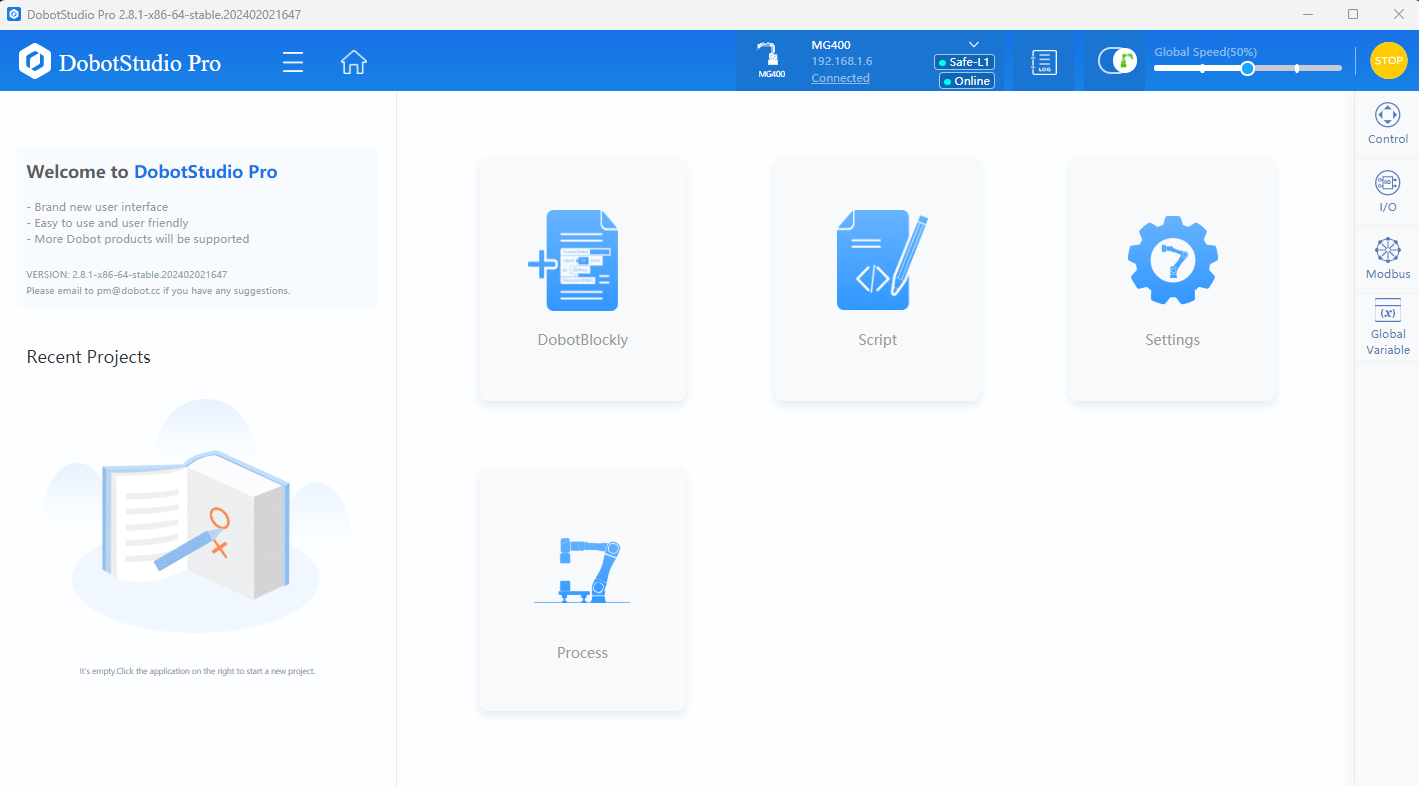 DobotStudio Pro 2.8.1-x86-64-stable.202402021647
DobotStudio Pro
MG400
MG400
192.168.1.6
Connected
Safe-L1
Online
LOG
Global Speed(50%)
STOP
Welcome to DobotStudio Pro
- Brand new user interface
- Easy to use and user friendly
- More Dobot products will be supported
VERSION: 2.8.1-x86-64-stable.202402021647
Please email to pm@dobot.cc if you have any suggestions.
Recent Projects
It's empty.Click the application on the right to start a new project.
DobotBlockly
Script
Settings
Process
Control
I/O
Modbus
(x)
Global
Variable